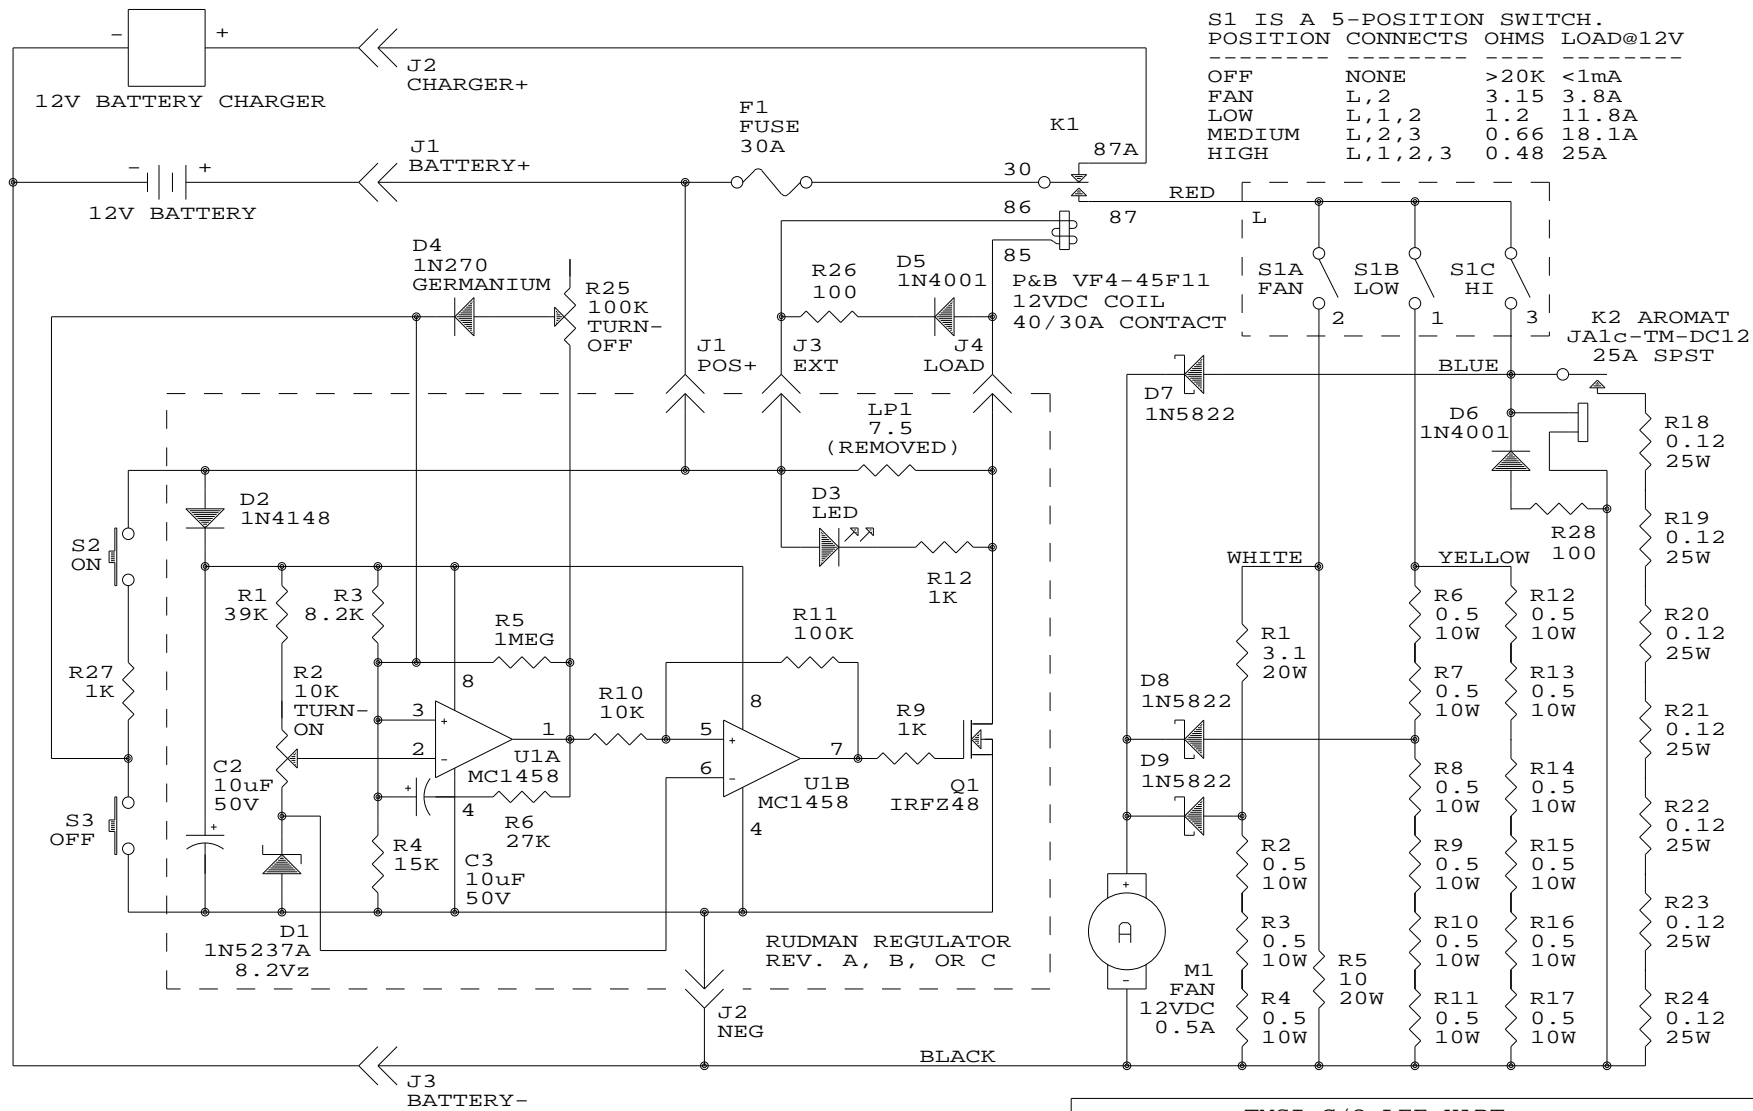 S1 IS A 5-POSITION SWITCH.
POSITION CONNECTS OHMS LOAD@12V
-------- -------- ---- --------
OFF NONE >20K <1mA
FAN L,2 3.15 3.8A
LOW L,1,2 1.2 11.8A
MEDIUM L,2,3 0.66 18.1A
HIGH L,1,2,3 0.48 25A
- +
12V BATTERY CHARGER
J2
CHARGER+
F1
FUSE
30A
K1
87A
30
J1
BATTERY+
- +
12V BATTERY
86
87
85
RED
L
D4
1N270
GERMANIUM
R25
100K
TURN-
OFF
R26
100
D5
1N4001
P&B VF4-45F11
12VDC COIL
40/30A CONTACT
S1A
FAN
2
S1B
LOW
1
S1C
HI
3
K2 AROMAT
JA1c-TM-DC12
25A SPST
J1
POS+
J3
EXT
J4
LOAD
BLUE
D7
1N5822
D6
1N4001
R28
100
LP1
7.5
(REMOVED)
D2
1N4148
D3
LED
R12
1K
S2
ON
R27
1K
S3
OFF
R1
39K
R3
8.2K
R5
1MEG
R11
100K
R2
10K
TURN-
ON
8
3
+
2
-
1
U1A
MC1458
4
R10
10K
8
5
+
6
-
7
U1B
MC1458
4
R9
1K
Q1
IRFZ48
C2
10uF
50V
+
+
R6
27K
R4
15K
C3
10uF
50V
D1
1N5237A
8.2Vz
RUDMAN REGULATOR
REV. A, B, OR C
J2
NEG
J3
BATTERY-
BLACK
WHITE
YELLOW
R1
3.1
20W
D8
1N5822
D9
1N5822
+
A
-
M1
FAN
12VDC
0.5A
R2
0.5
10W
R3
0.5
10W
R4
0.5
10W
R5
10
20W
R6
0.5
10W
R7
0.5
10W
R8
0.5
10W
R9
0.5
10W
R10
0.5
10W
R11
0.5
10W
R12
0.5
10W
R13
0.5
10W
R14
0.5
10W
R15
0.5
10W
R16
0.5
10W
R17
0.5
10W
R18
0.12
25W
R19
0.12
25W
R20
0.12
25W
R21
0.12
25W
R22
0.12
25W
R23
0.12
25W
R24
0.12
25W